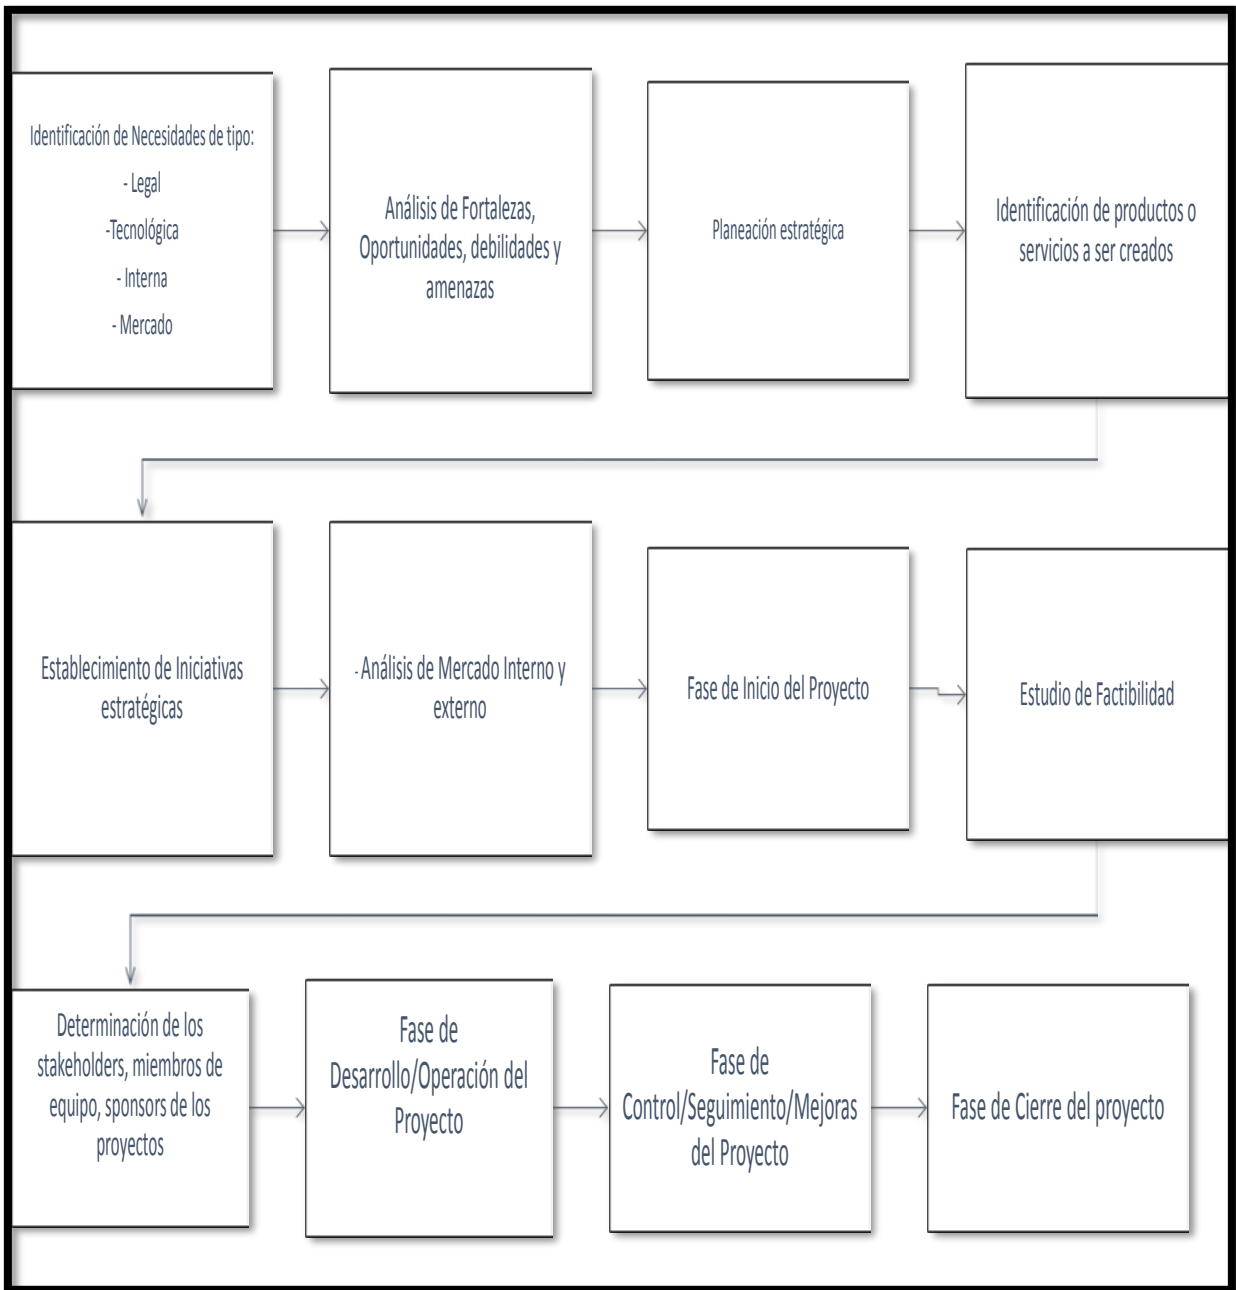 Identificación de Necesidades de tipo:
- Legal
-Tecnológica
- Interna
- Mercado
Análisis de Fortalezas,
Oportunidades, debilidades y
amenazas
Planeación estratégica
Identificación de productos o
servicios a ser creados
Establecimiento de Iniciativas
estratégicas
- Análisis de Mercado Interno y
externo
Fase de Inicio del Proyecto
Estudio de Factibilidad
Determinación de los
stakeholders, miembros de
equipo, sponsors de los
proyectos
Fase de
Desarrollo/Operación del
Proyecto
Fase de
Control/Seguimiento/Mejoras
del Proyecto
Fase de Cierre del proyecto